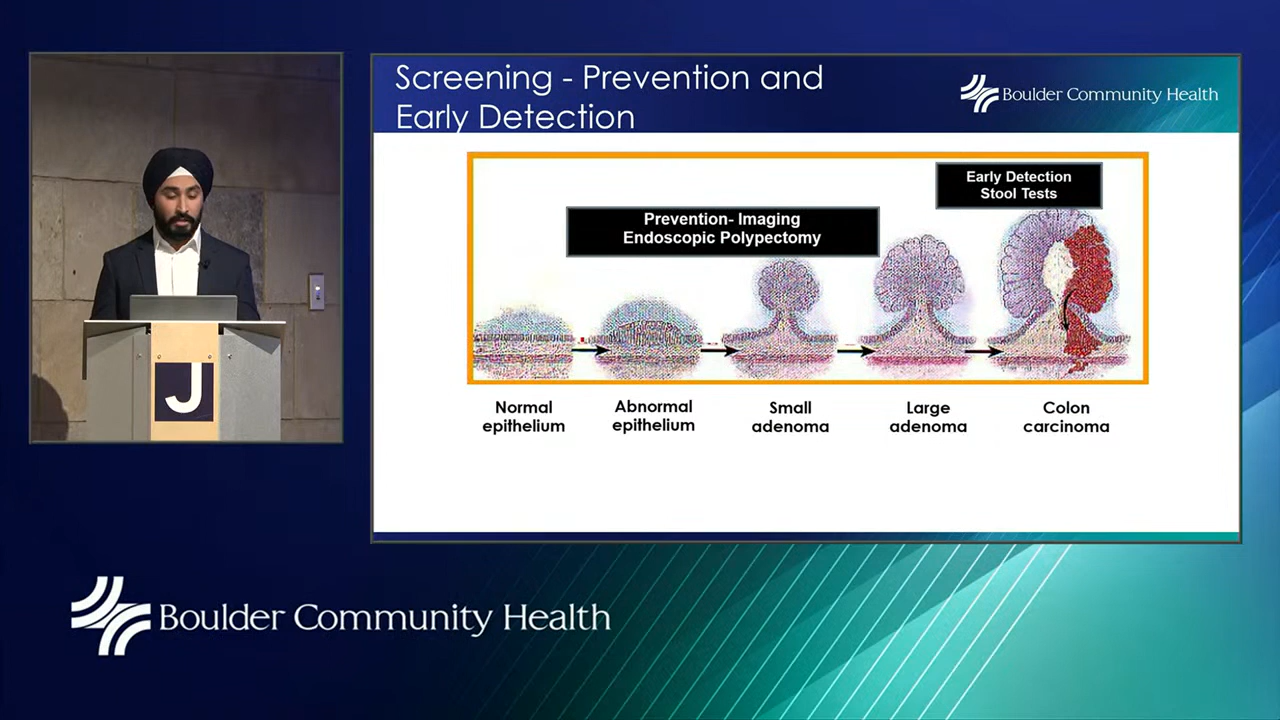 Screening - Prevention and
Early Detection
Boulder Community Health
Early Detection
Stool Tests
Prevention- Imaging
Endoscopic Polypectomy
Normal
epithelium
Abnormal
epithelium
Small
adenoma
Large
adenoma
Colon
carcinoma
J
Boulder Community Health